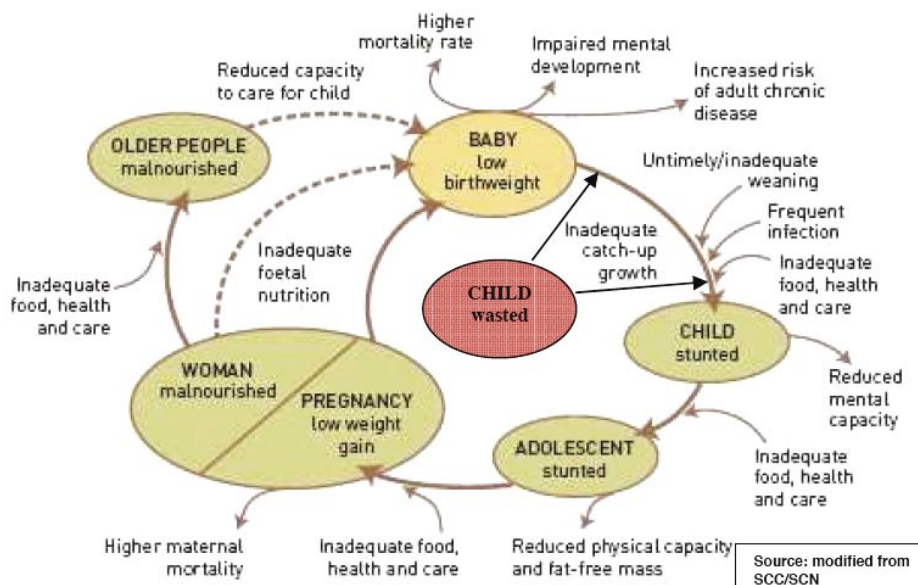 Higher
mortality rate
Impaired mental
development
Increased risk
of adult chronic
disease
Reduced capacity
to care for child
OLDER PEOPLE
malnourished
BABY
low
birthweight
Untimely/inadequate
weaning
Frequent
infection
Inadequate
food, health
and care
Inadequate
catch-up
growth
CHILD
wasted
Inadequate
foetal
nutrition
Inadequate
food, health
and care
CHILD
stunted
Reduced
mental
capacity
WOMAN
malnourished
PREGNANCY
low weight
gain
ADOLESCENT
stunted
Inadequate
food, health
and care
Higher maternal
mortality
Inadequate food,
health and care
Reduced physical capacity
and fat-free mass
Source: modified from
SCC/SCN